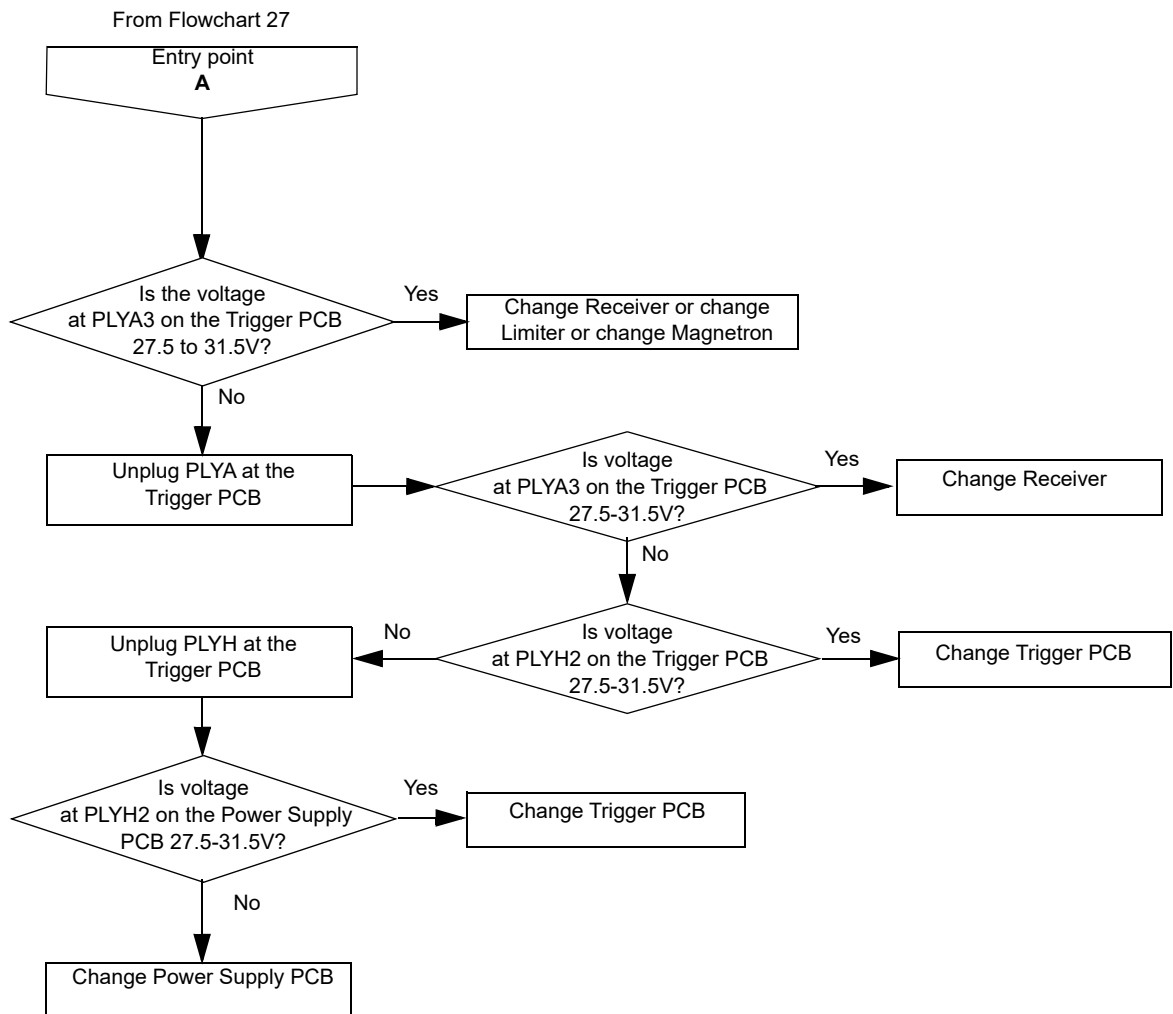 From Flowchart 27
Entry point
A
Is the voltage
at PLYA3 on the Trigger PCB
27.5 to 31.5V?
Yes
Change Receiver or change
Limiter or change Magnetron
No
Unplug PLYA at the
Trigger PCB
Is voltage
at PLYA3 on the Trigger PCB
27.5-31.5V?
Yes
Change Receiver
No
Is voltage
at PLYH2 on the Trigger PCB
27.5-31.5V?
Yes
Change Trigger PCB
No
Unplug PLYH at the
Trigger PCB
Is voltage
at PLYH2 on the Power Supply
PCB 27.5-31.5V?
Yes
Change Trigger PCB
No
Change Power Supply PCB